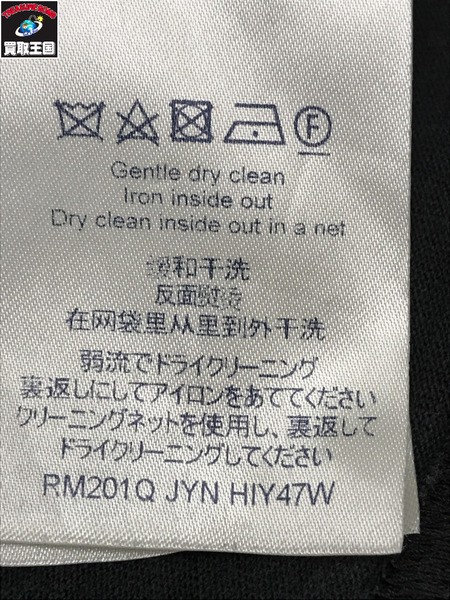 TREASURE KING
買取王国
F
Gentle dry clean
Iron inside out
Dry clean inside out in a net
缓和干洗
反面熨烫
在网袋里从里到外干洗
弱流でドライクリーニング
裏返しにしてアイロンをあててください
クリーニングネットを使用し、裏返して
ドライクリーニングしてください
RM201Q JYN HIY47W